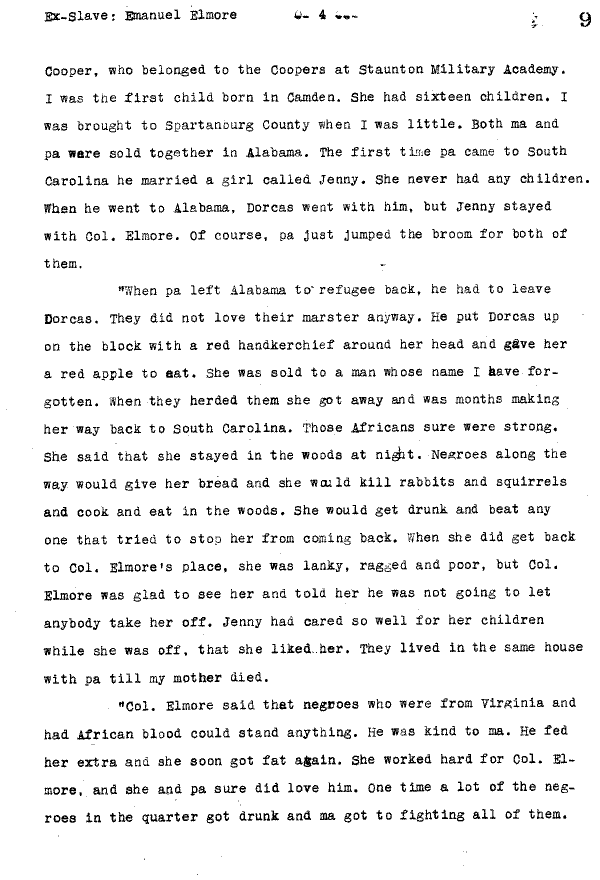 Ex-Slave: Emanuel Elmore 4 9
Cooper, who belonged to the Coopers at Staunton Military Academy.
I was the first child born in Camden. She had sixteen children. I
was brought to Spartanburg County when I was little. Both ma and
pa were sold together in Alabama. The first time pa came to South
Carolina he married a girl called Jenny. She never had any children.
When he went to Alabama, Dorcas went with him, but Jenny stayed
with Col. Elmore. Of course, pa just jumped the broom for both of
them.
"When pa left Alabama to refugee back, he had to leave
Dorcas. They did not love their marster anyway. He put Dorcas up
on the block with a red handkerchief around her head and gave her
a red apple to eat. She was sold to a man whose name I have for-
gotten. When they herded them she got away and was months making
her way back to South Carolina. Those Africans sure were strong.
She said that she stayed in the woods at night. Negroes along the
way would give her bread and she would kill rabbits and squirrels
and cook and eat in the woods. She would get drunk and beat any
one that tried to stop her from coming back. When she did get back
to Col. Elmore's place, she was lanky, ragged and poor, but Col.
Elmore was glad to see her and told her he was not going to let
anybody take her off. Jenny had cared so well for her children
while she was off, that she liked her. They lived in the same house
with pa till my mother died.
"Col. Elmore said that negroes who were from Virginia and
had African blood could stand anything. He was kind to ma. He fed
her extra and she soon got fat again. She worked hard for Col. El-
more, and she and pa sure did love him. One time a lot of the neg-
roes in the quarter got drunk and ma got to fighting all of them.